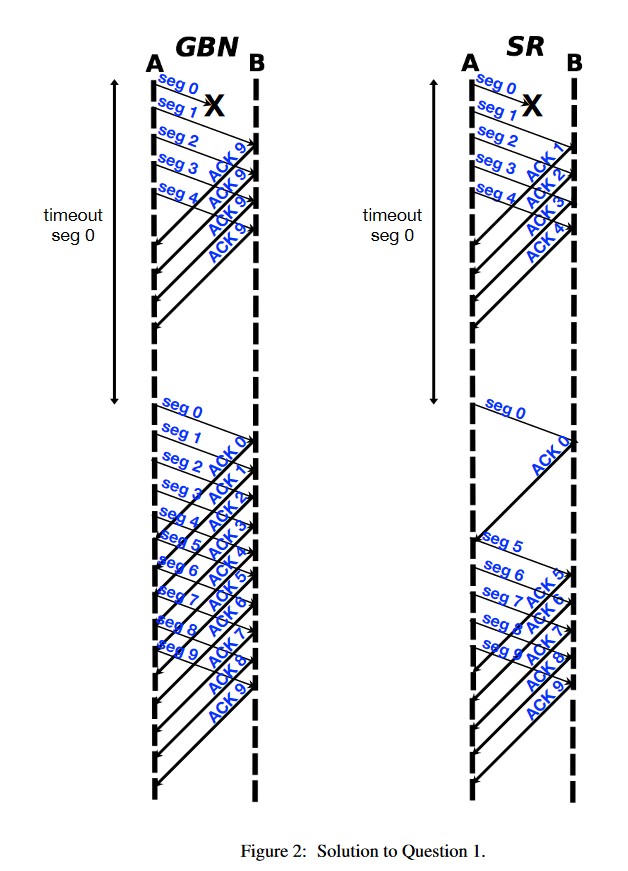 GBN
A B
seg 0
X
seg 1
seg 2
seg 3
seg 4
ACK 9
ACK 9
ACK 9
ACK 9
timeout
seg 0
seg 0
seg 1
seg 2
seg 3
seg 4
seg 5
seg 6
seg 7
seg 8
seg 9
ACK 0
ACK 1
ACK 2
ACK 3
ACK 4
ACK 5
ACK 6
ACK 7
ACK 8
ACK 9
SR
A B
seg 0
X
seg 1
seg 2
seg 3
seg 4
ACK 1
ACK 2
ACK 3
ACK 4
timeout
seg 0
seg 0
ACK 0
seg 5
seg 6
seg 7
seg 8
seg 9
ACK 5
ACK 6
ACK 7
ACK 8
ACK 9
Figure 2: Solution to Question 1.